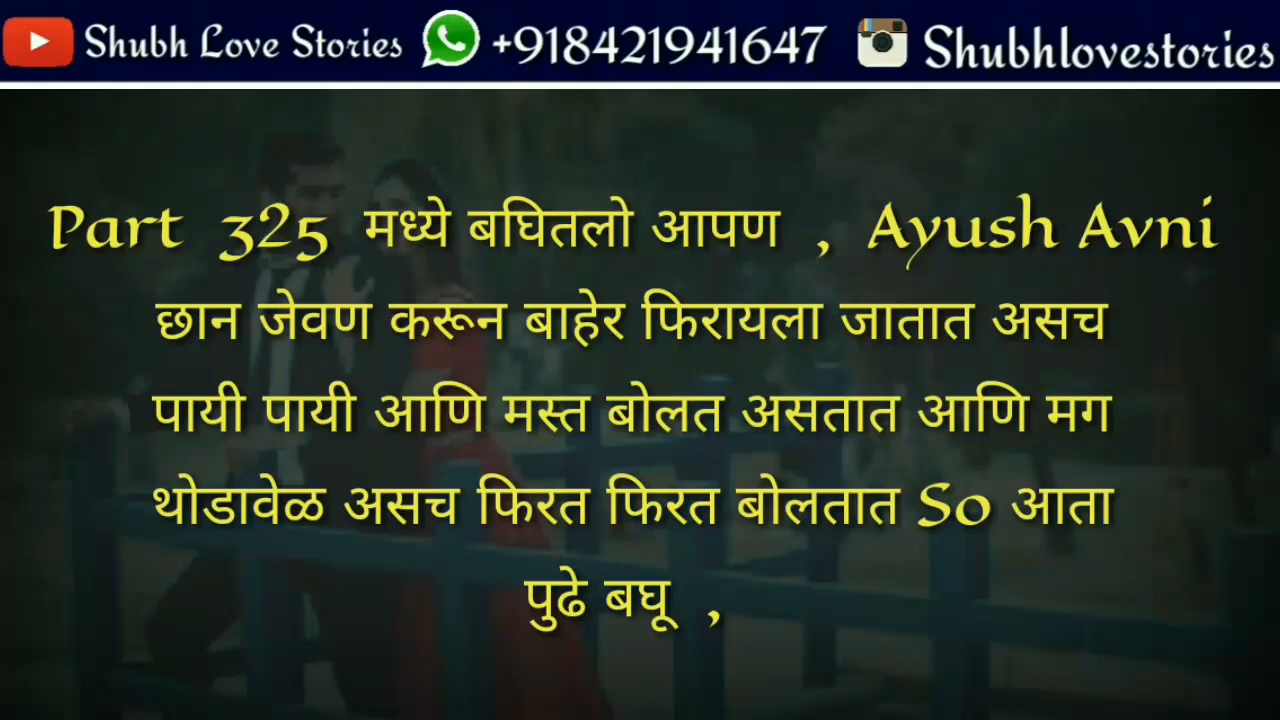 Shubh Love Stories +918421941647 Shubhlovestories
Part 325 मध्ये बघितलो आपण , Ayush Avni
छान जेवण करून बाहेर फिरायला जातात असच
पायी पायी आणि मस्त बोलत असतात आणि मग
थोडावेळ असच फिरत फिरत बोलतात So आता
पुढे बघू ,